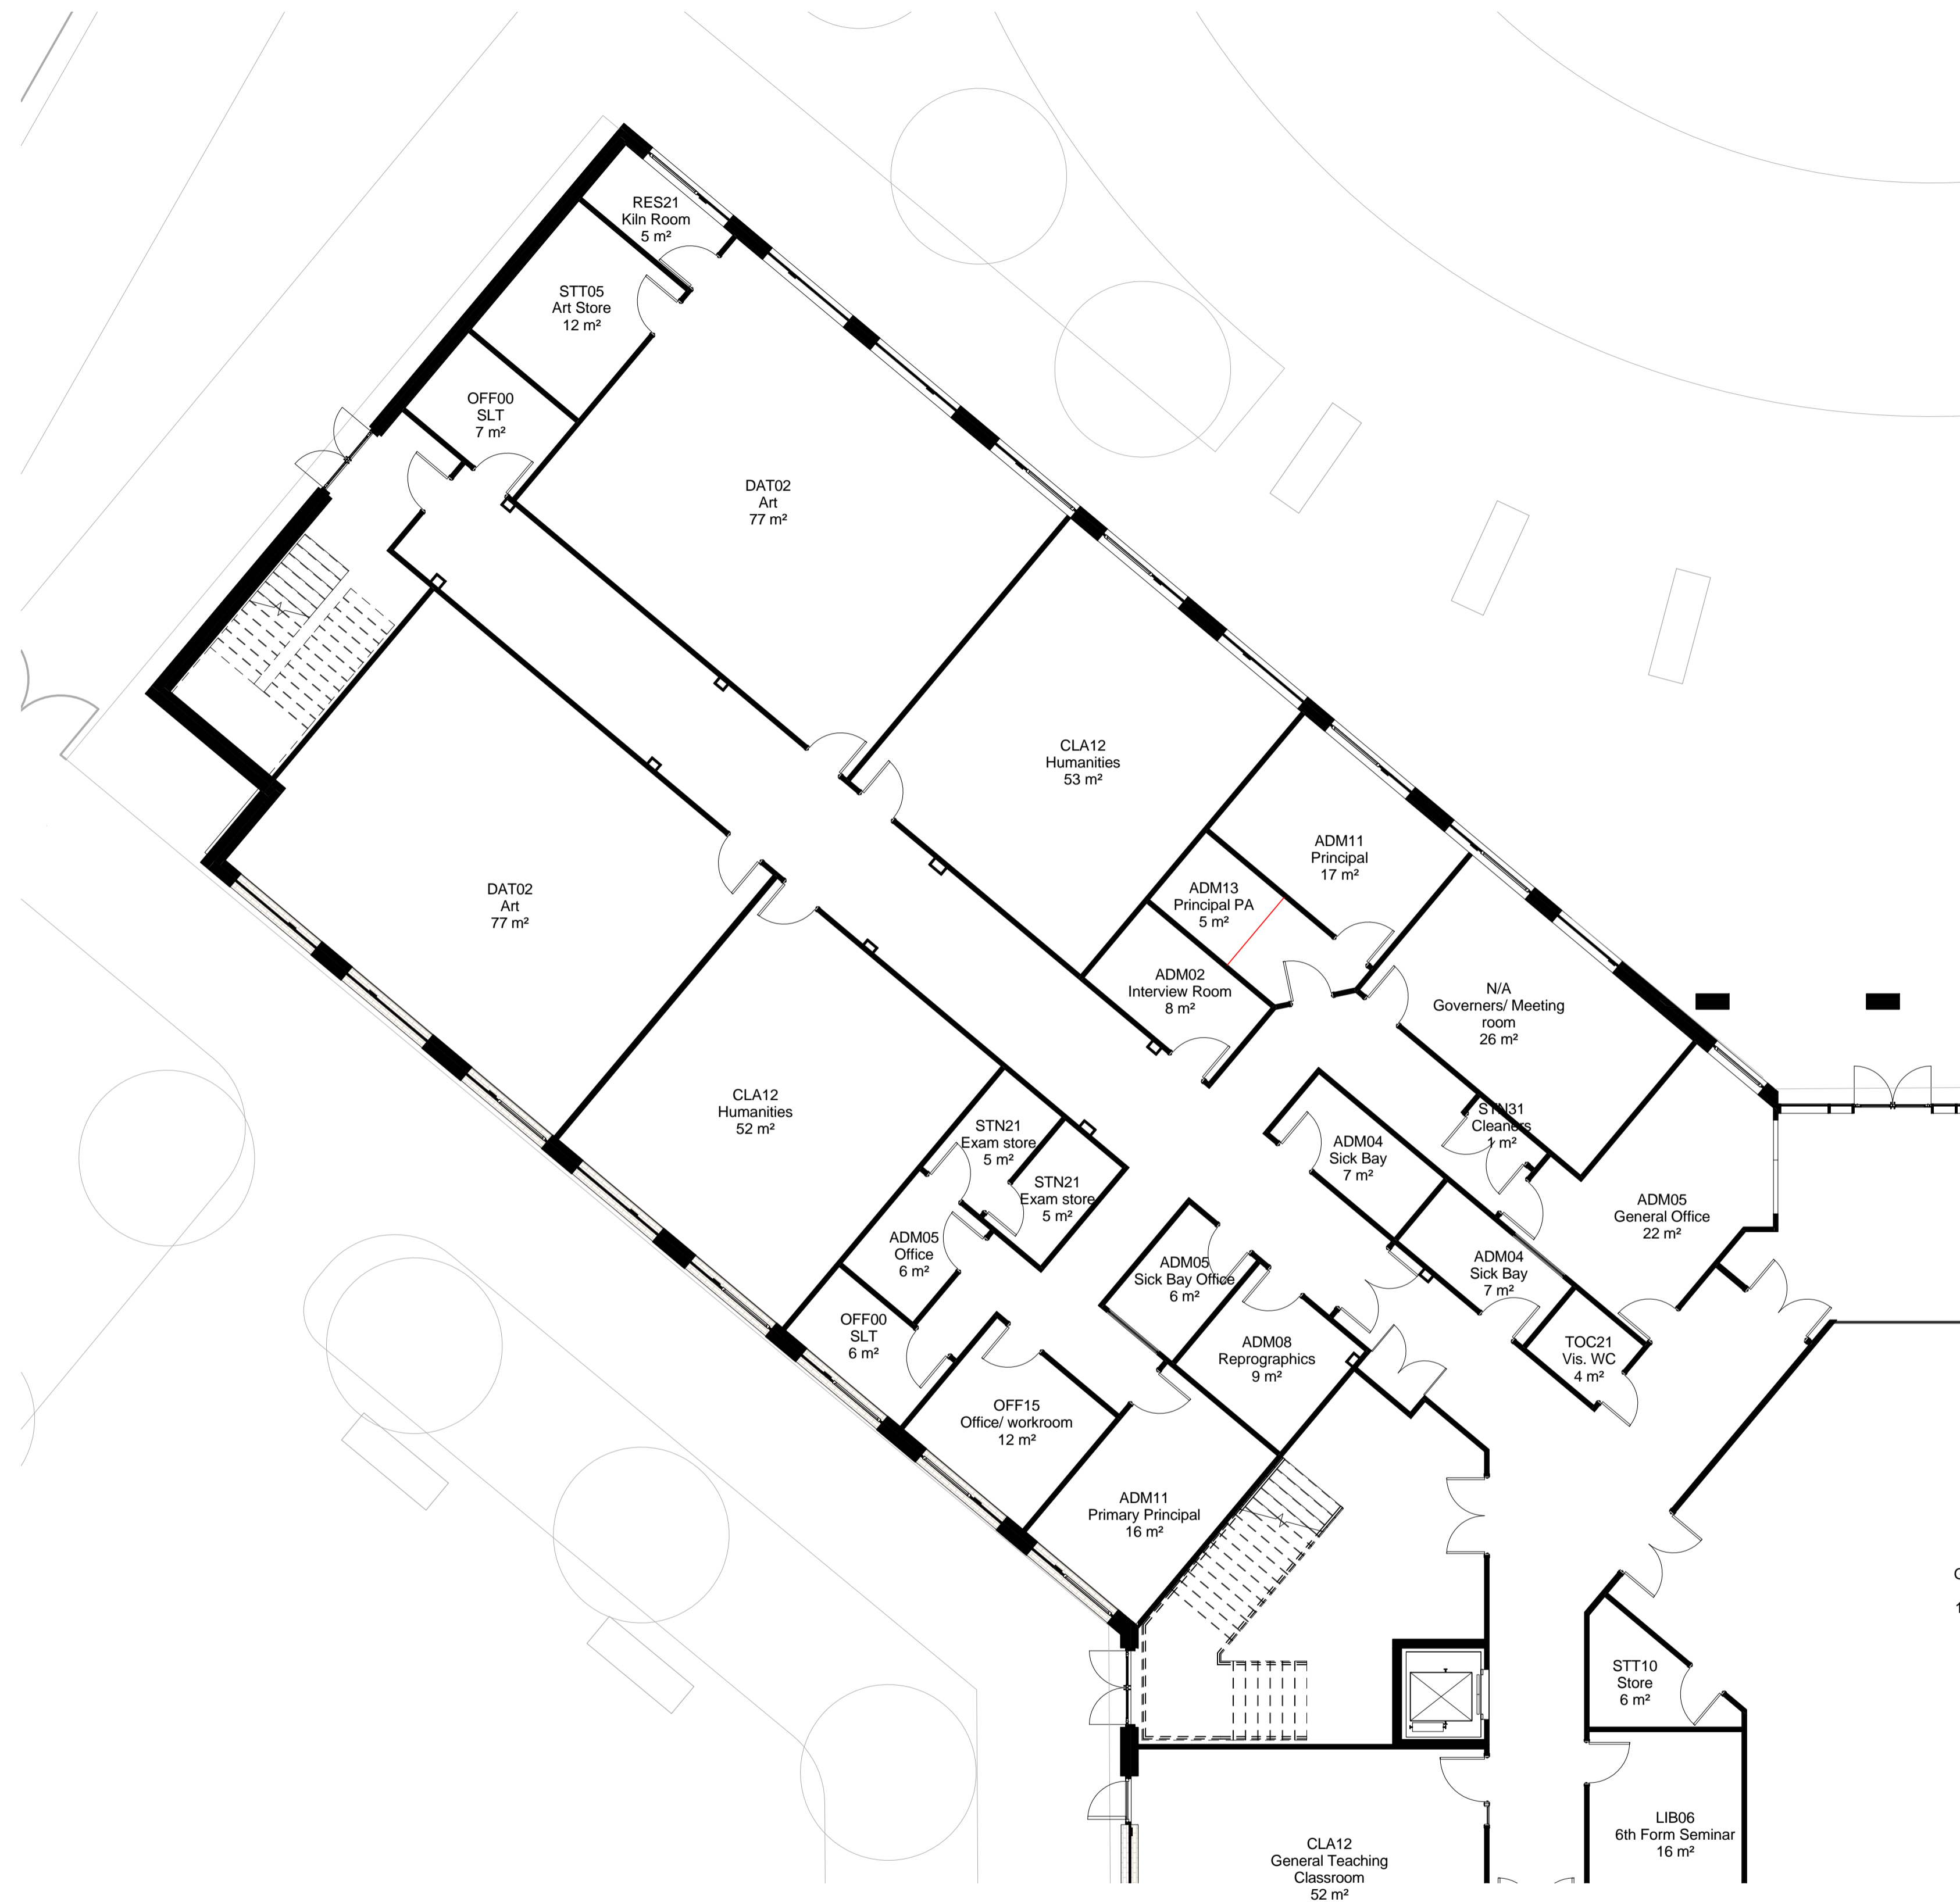 RES21
Kiln Room
5 m²
STT05
Art Store
12 m²
OFF00
SLT
7 m²
DAT02
Art
77 m²
CLA12
Humanities
53 m²
ADM11
Principal
17 m²
DAT02
Art
77 m²
ADM13
Principal PA
5 m²
ADM02
Interview Room
8 m²
N/A
Governers/ Meeting
room
26 m²
CLA12
Humanities
52 m²
STN21
Exam store
5 m²
STN31
Cleaners
1 m²
ADM04
Sick Bay
7 m²
STN21
Exam store
5 m²
ADM05
General Office
22 m²
ADM05
Office
6 m²
ADM05
Sick Bay Office
6 m²
ADM04
Sick Bay
7 m²
OFF00
SLT
6 m²
ADM08
Reprographics
9 m²
TOC21
Vis. WC
4 m²
OFF15
Office/ workroom
12 m²
ADM11
Primary Principal
16 m²
STT10
Store
6 m²
LIB06
6th Form Seminar
16 m²
CLA12
General Teaching
Classroom
52 m²